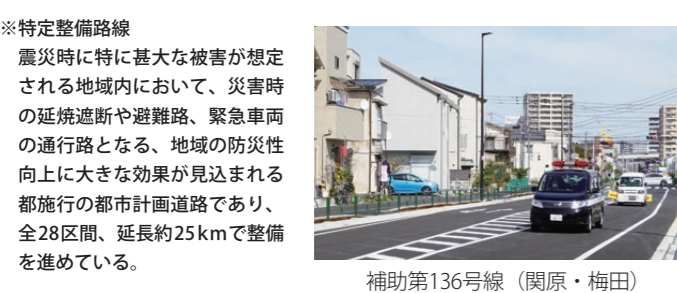 ※特定整備路線
震災時に特に甚大な被害が想定
される地域内において、災害時
の延焼遮断や避難路、緊急車両
の通行路となる、地域の防災性
向上に大きな効果が見込まれる
都施行の都市計画道路であり、
全28区間、延長約25kmで整備
を進めている。
補助第136号線（関原・梅田）